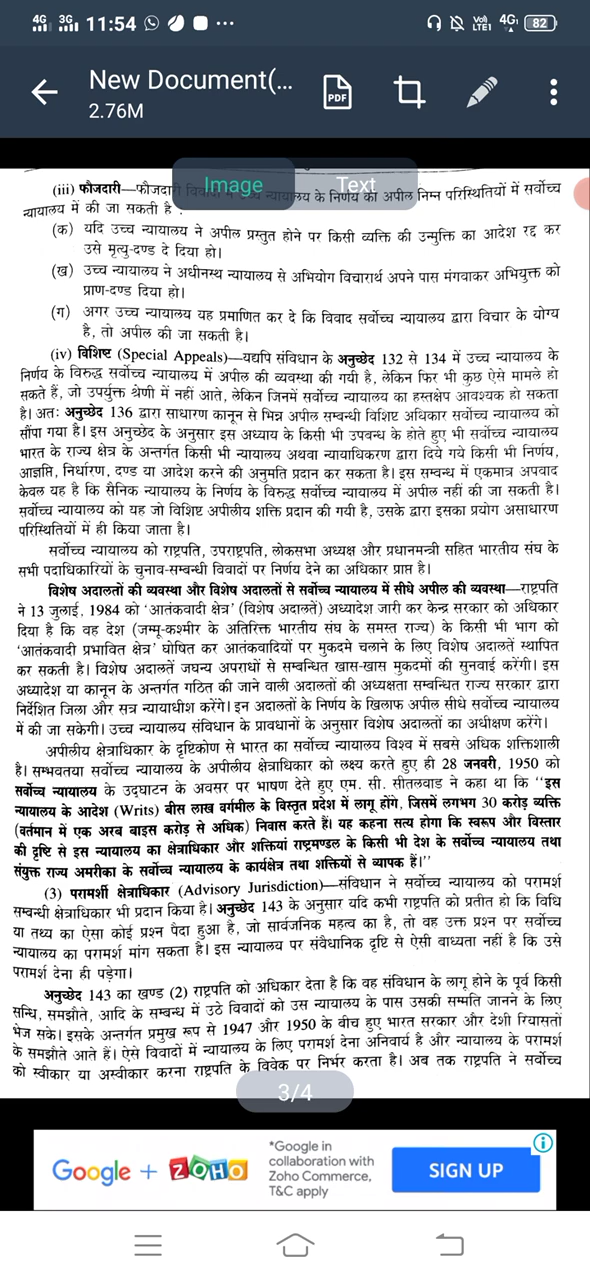 4G 3G 11:54 ... Vol) LTE1 4G 82
New Document(...
2.76M
PDF
Image Text
(iii) फौजदारी—फौजदारी न्यायालय के निर्णय की अपील निम्न परिस्थितियों में सर्वोच्च
न्यायालय में की जा सकती है :
(क) यदि उच्च न्यायालय ने अपील प्रस्तुत होने पर किसी व्यक्ति की उन्मुक्ति का आदेश रद्द कर
उसे मृत्यु-दण्ड दे दिया हो।
(ख) उच्च न्यायालय ने अधीनस्थ न्यायालय से अभियोग विचारार्थ अपने पास मंगवाकर अभियुक्त को
प्राण-दण्ड दिया हो।
(ग) अगर उच्च न्यायालय यह प्रमाणित कर दे कि विवाद सर्वोच्च न्यायालय द्वारा विचार के योग्य
है, तो अपील की जा सकती है।
(iv) विशिष्ट (Special Appeals)—यद्यपि संविधान के अनुच्छेद 132 से 134 में उच्च न्यायालय के
निर्णय के विरुद्ध सर्वोच्च न्यायालय में अपील की व्यवस्था की गयी है, लेकिन फिर भी कुछ ऐसे मामले हो
सकते हैं, जो उपर्युक्त श्रेणी में नहीं आते, लेकिन जिनमें सर्वोच्च न्यायालय का हस्तक्षेप आवश्यक हो सकता
है। अतः अनुच्छेद 136 द्वारा साधारण कानून से भिन्न अपील सम्बन्धी विशिष्ट अधिकार सर्वोच्च न्यायालय को
सौंपा गया है। इस अनुच्छेद के अनुसार इस अध्याय के किसी भी उपबन्ध के होते हुए भी सर्वोच्च न्यायालय
भारत के राज्य क्षेत्र के अन्तर्गत किसी भी न्यायालय अथवा न्यायाधिकरण द्वारा दिये गये किसी भी निर्णय,
आज्ञप्ति, निर्धारण, दण्ड या आदेश करने की अनुमति प्रदान कर सकता है। इस सम्बन्ध में एकमात्र अपवाद
केवल यह है कि सैनिक न्यायालय के निर्णय के विरुद्ध सर्वोच्च न्यायालय में अपील नहीं की जा सकती है।
सर्वोच्च न्यायालय को यह जो विशिष्ट अपीलीय शक्ति प्रदान की गयी है, उसके द्वारा इसका प्रयोग असाधारण
परिस्थितियों में ही किया जाता है।
सर्वोच्च न्यायालय को राष्ट्रपति, उपराष्ट्रपति, लोकसभा अध्यक्ष और प्रधानमन्त्री सहित भारतीय संघ के
सभी पदाधिकारियों के चुनाव-सम्बन्धी विवादों पर निर्णय देने का अधिकार प्राप्त है।
विशेष अदालतों की व्यवस्था और विशेष अदालतों से सर्वोच्च न्यायालय में सीधे अपील की व्यवस्था—राष्ट्रपति
ने 13 जुलाई, 1984 को ‘आतंकवादी क्षेत्र’ (विशेष अदालतें) अध्यादेश जारी कर केन्द्र सरकार को अधिकार
दिया है कि वह देश (जम्मू-कश्मीर के अतिरिक्त भारतीय संघ के समस्त राज्य) के किसी भी भाग को
‘आतंकवादी प्रभावित क्षेत्र’ घोषित कर आतंकवादियों पर मुकदमे चलाने के लिए विशेष अदालतें स्थापित
कर सकती है। विशेष अदालतें जघन्य अपराधों से सम्बन्धित खास-खास मुकदमों की सुनवाई करेंगी। इस
अध्यादेश या कानून के अन्तर्गत गठित की जाने वाली अदालतों की अध्यक्षता सम्बन्धित राज्य सरकार द्वारा
निर्देशित जिला और सत्र न्यायाधीश करेंगे। इन अदालतों के निर्णय के खिलाफ अपील सीधे सर्वोच्च न्यायालय
में की जा सकेगी। उच्च न्यायालय संविधान के प्रावधानों के अनुसार विशेष अदालतों का अधीक्षण करेंगे।
अपीलीय क्षेत्राधिकार के दृष्टिकोण से भारत का सर्वोच्च न्यायालय विश्व में सबसे अधिक शक्तिशाली
है। सम्भवतया सर्वोच्च न्यायालय के अपीलीय क्षेत्राधिकार को लक्ष्य करते हुए ही 28 जनवरी, 1950 को
सर्वोच्च न्यायालय के उद्घाटन के अवसर पर भाषण देते हुए एम. सी. सीतलवाड ने कहा था कि ‘‘इस
न्यायालय के आदेश (Writs) बीस लाख वर्गमील के विस्तृत प्रदेश में लागू होंगे, जिसमें लगभग 30 करोड़ व्यक्ति
(वर्तमान में एक अरब बाइस करोड़ से अधिक) निवास करते हैं। यह कहना सत्य होगा कि स्वरूप और विस्तार
की दृष्टि से इस न्यायालय का क्षेत्राधिकार और शक्तियां राष्ट्रमण्डल के किसी भी देश के सर्वोच्च न्यायालय तथा
संयुक्त राज्य अमरीका के सर्वोच्च न्यायालय के कार्यक्षेत्र तथा शक्तियों से व्यापक हैं।’’
(3) परामर्शी क्षेत्राधिकार (Advisory Jurisdiction)—संविधान ने सर्वोच्च न्यायालय को परामर्श
सम्बन्धी क्षेत्राधिकार भी प्रदान किया है। अनुच्छेद 143 के अनुसार यदि कभी राष्ट्रपति को प्रतीत हो कि विधि
या तथ्य का ऐसा कोई प्रश्न पैदा हुआ है, जो सार्वजनिक महत्व का है, तो वह उक्त प्रश्न पर सर्वोच्च
न्यायालय का परामर्श मांग सकता है। इस न्यायालय पर संवैधानिक दृष्टि से ऐसी बाध्यता नहीं है कि उसे
परामर्श देना ही पड़ेगा।
अनुच्छेद 143 का खण्ड (2) राष्ट्रपति को अधिकार देता है कि वह संविधान के लागू होने के पूर्व किसी
सन्धि, समझौते, आदि के सम्बन्ध में उठे विवादों को उस न्यायालय के पास उसकी सम्मति जानने के लिए
भेज सके। इसके अन्तर्गत प्रमुख रूप से 1947 और 1950 के बीच हुए भारत सरकार और देशी रियासतों
के समझौते आते हैं। ऐसे विवादों में न्यायालय के लिए परामर्श देना अनिवार्य है और न्यायालय के परामर्श
को स्वीकार या अस्वीकार करना राष्ट्रपति के विवेक पर निर्भर करता है। अब तक राष्ट्रपति ने सर्वोच्च
3/4
Google + ZOHO
*Google in
collaboration with
Zoho Commerce,
T&C apply
SIGN UP